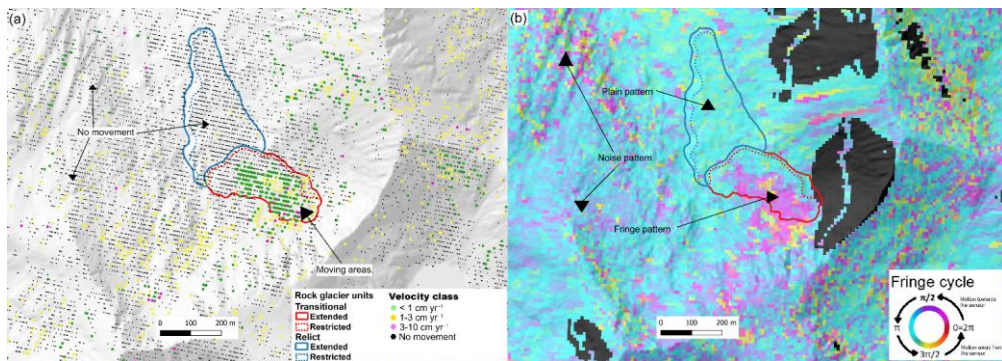 (a)
No movement
Moving areas
Rock glacier units
Transitional
Extended
Restricted
Relict
Extended
Restricted
Velocity class
< 1 cm yr⁻¹
1-3 cm yr⁻¹
3-10 cm yr⁻¹
No movement
0 100 200 m
(b)
Plain pattern
Noise pattern
Fringe pattern
0 100 200 m
Fringe cycle
π/2
Motion towards the sensor
π
0=2π
3π/2
Motion away from the sensor